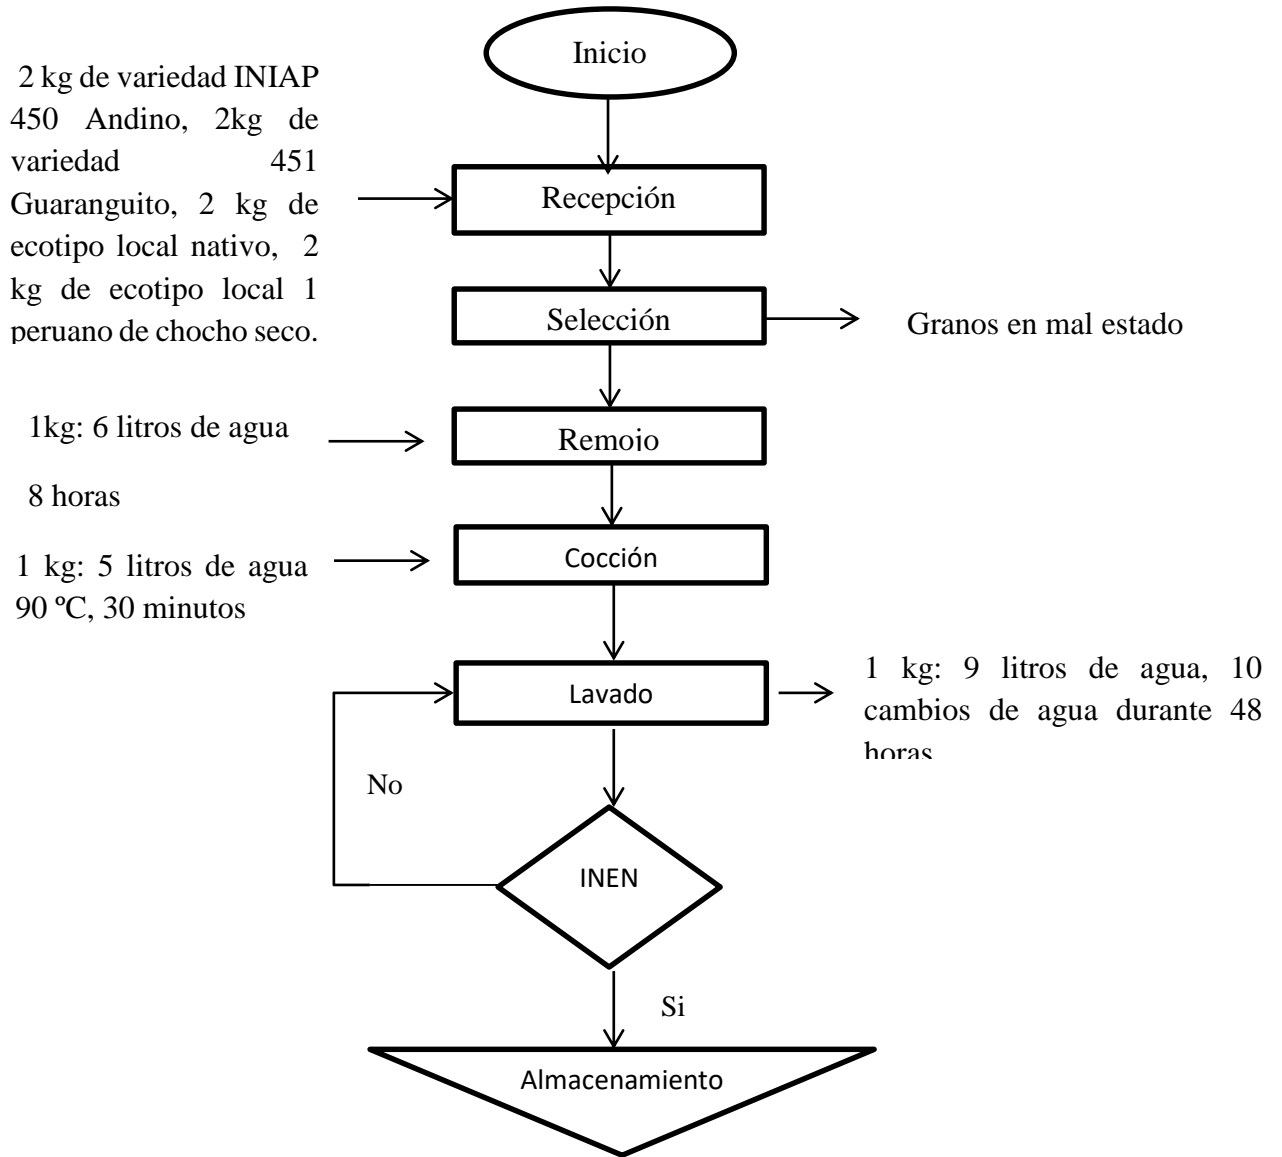 Inicio
2 kg de variedad INIAP
450 Andino, 2kg de
variedad 451
Guaranguito, 2 kg de
ecotipo local nativo, 2
kg de ecotipo local 1
peruano de chocho seco.
Recepción
Selección
Granos en mal estado
1kg: 6 litros de agua
8 horas
Remojo
1 kg: 5 litros de agua
90 ºC, 30 minutos
Cocción
Lavado
1 kg: 9 litros de agua, 10
cambios de agua durante 48
horas
No
INEN
Si
Almacenamiento